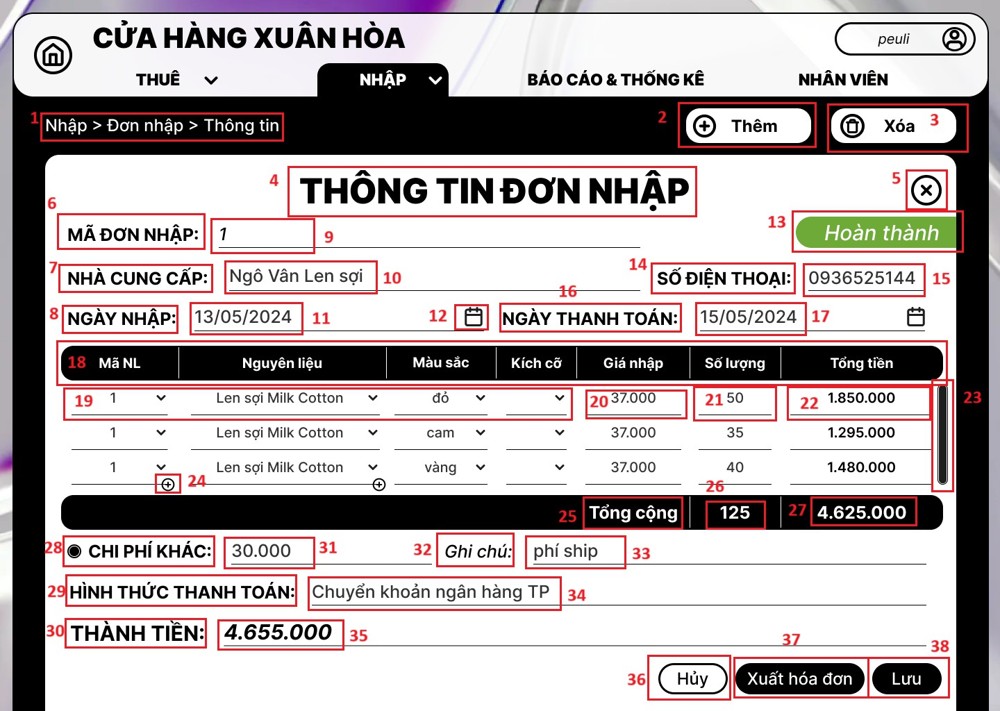 CỬA HÀNG XUÂN HÒA
peuli
THUÊ NHẬP BÁO CÁO & THỐNG KÊ NHÂN VIÊN
1 Nhập > Đơn nhập > Thông tin 2 Thêm Xóa 3
4 THÔNG TIN ĐƠN NHẬP 5
6
MÃ ĐƠN NHẬP: 1 9 13 Hoàn thành
7 NHÀ CUNG CẤP: Ngô Vân Len sợi 10 14 SỐ ĐIỆN THOẠI: 0936525144 15
16
8 NGÀY NHẬP: 13/05/2024 11 12 NGÀY THANH TOÁN: 15/05/2024 17
18 Mã NL Nguyên liệu Màu sắc Kích cỡ Giá nhập Số lượng Tổng tiền
19 1 Len sợi Milk Cotton đỏ 20 37.000 21 50 22 1.850.000 23
1 Len sợi Milk Cotton cam 37.000 35 1.295.000
1 Len sợi Milk Cotton vàng 37.000 40 1.480.000
24 26
25 Tổng cộng 125 27 4.625.000
28 CHI PHÍ KHÁC: 30.000 31 32 Ghi chú: phí ship 33
29 HÌNH THỨC THANH TOÁN: Chuyển khoản ngân hàng TP 34
30 THÀNH TIỀN: 4.655.000 35
37 38
36 Hủy Xuất hóa đơn Lưu